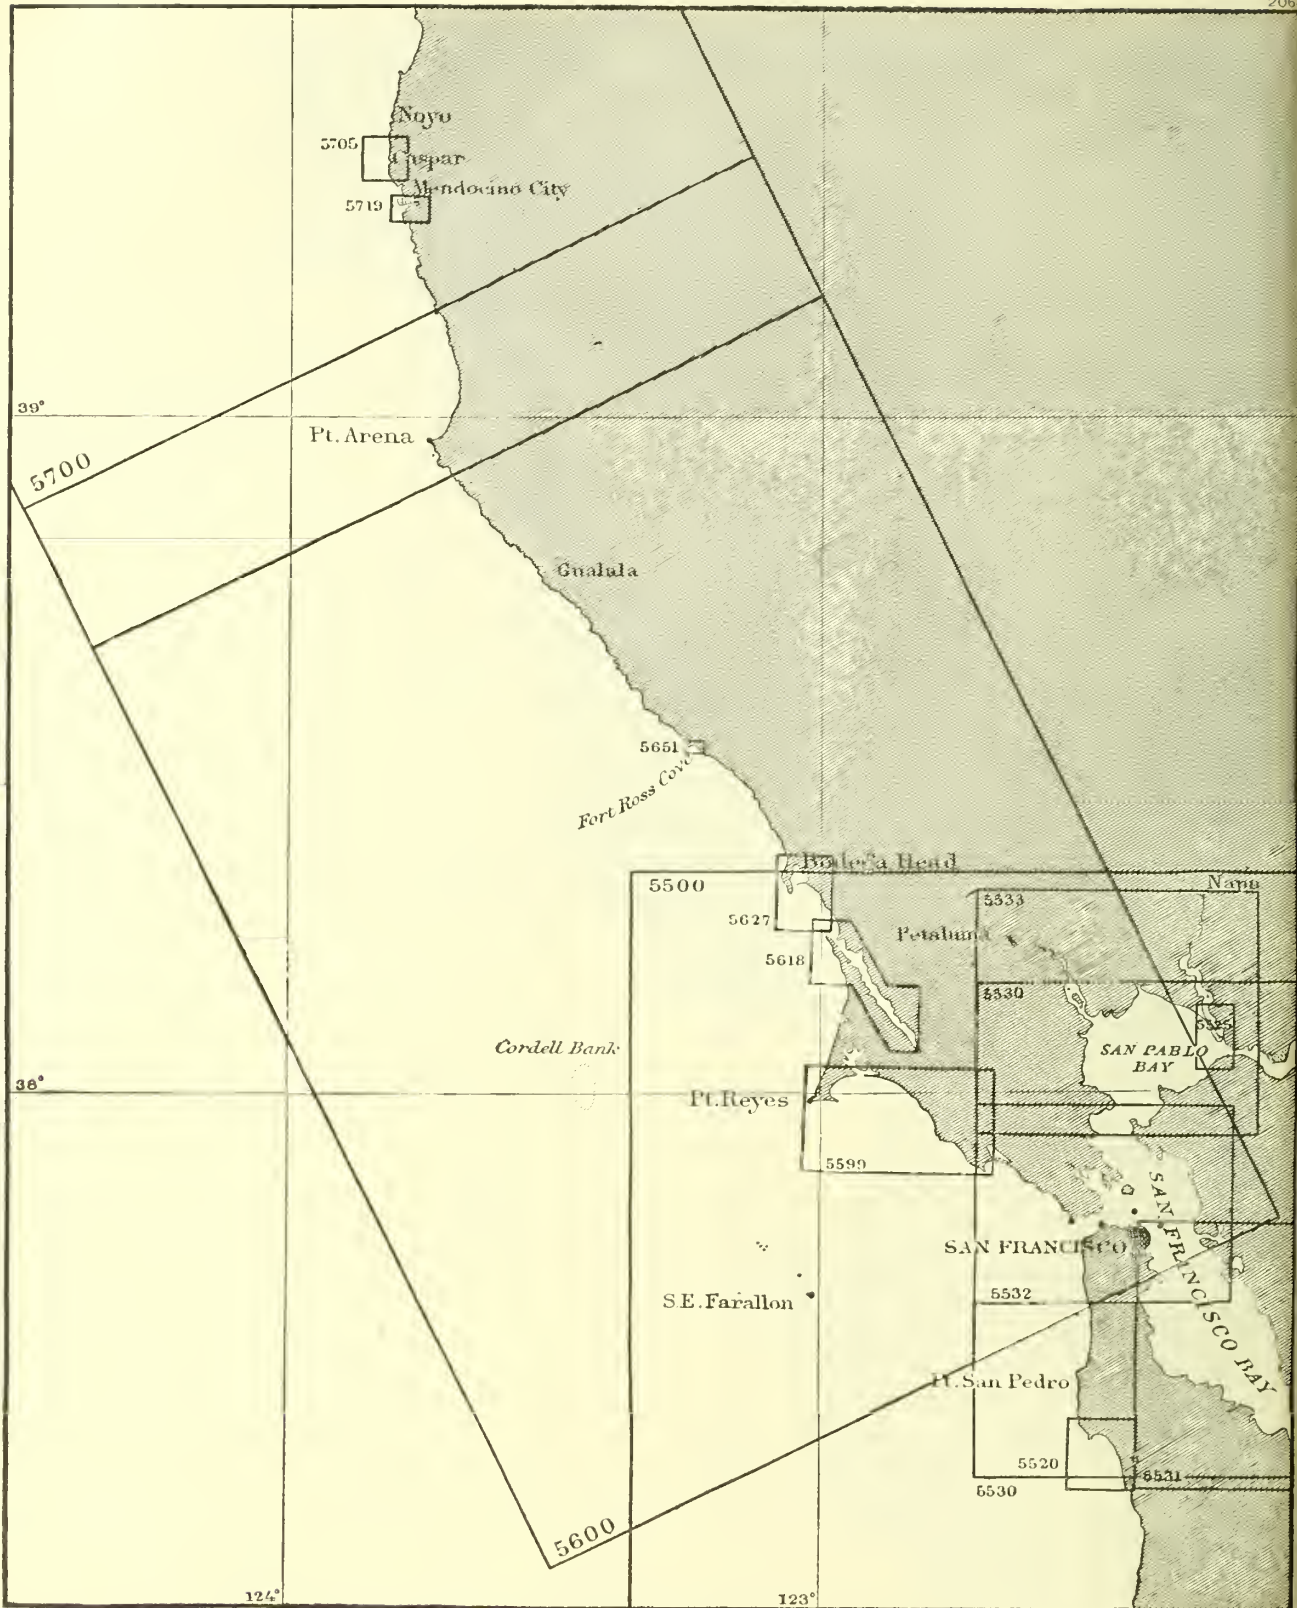 206
Noyo
5705
Caspar
Mendocino City
5719
39°
Pt. Arena
5700
Gualala
5651
Fort Ross Cove
Bodega Head
5500
Napa
5533
5627
Petaluma
5618
5530
5525
Cordell Bank
SAN PABLO
BAY
38°
Pt. Reyes
5599
SAN FRANCISCO BAY
SAN FRANCISCO
S.E. Farallon
5532
Pt. San Pedro
5520
5531
5530
5600
124°
123°